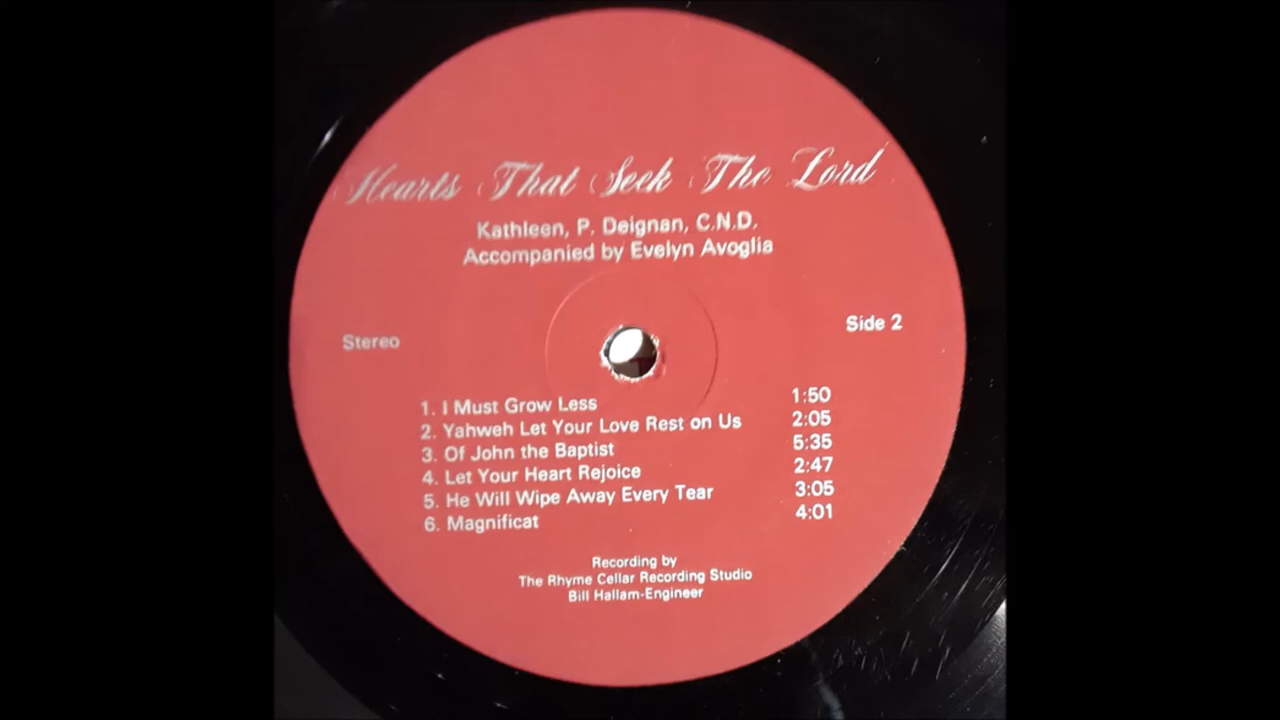 Hearts That Seek The Lord
Kathleen, P. Deignan, C.N.D.
Accompanied by Evelyn Avoglia
Stereo
Side 2
1. I Must Grow Less 1:50
2. Yahweh Let Your Love Rest on Us 2:05
3. Of John the Baptist 5:35
4. Let Your Heart Rejoice 2:47
5. He Will Wipe Away Every Tear 3:05
6. Magnificat 4:01
Recording by
The Rhyme Cellar Recording Studio
Bill Hallam-Engineer